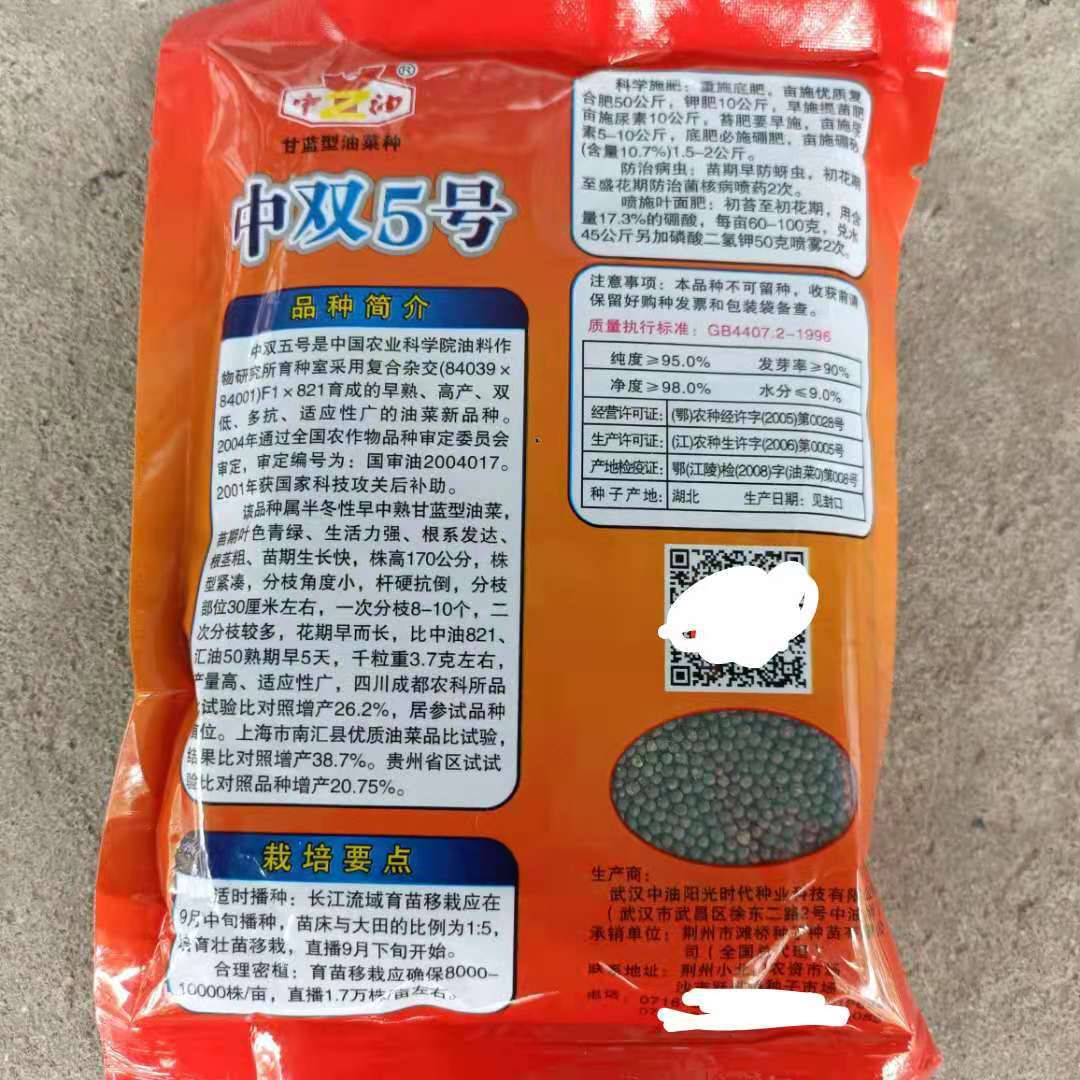 中Z油®
甘蓝型油菜种
中双5号
品种简介
中双五号是中国农业科学院油料作
物研究所育种室采用复合杂交(84039×
84001)F1×821育成的早熟、高产、双
低、多抗、适应性广的油菜新品种。
2004年通过全国农作物品种审定委员会
审定，审定编号为：国审油2004017。
2001年获国家科技攻关后补助。
该品种属半冬性早中熟甘蓝型油菜，
苗期叶色青绿、生活力强、根系发达、
根茎粗、苗期生长快，株高170公分，株
型紧凑，分枝角度小，杆硬抗倒，分枝
部位30厘米左右，一次分枝8-10个，二
次分枝较多，花期早而长，比中油821、
汇油50熟期早5天，千粒重3.7克左右，
产量高、适应性广，四川成都农科所品
试验比对照增产26.2%，居参试品种
首位。上海市南汇县优质油菜品比试验，
结果比对照增产38.7%。贵州省区试试
验比对照品种增产20.75%。
栽培要点
适时播种：长江流域育苗移栽应在
9月中旬播种，苗床与大田的比例为1:5，
育壮苗移栽，直播9月下旬开始。
合理密植：育苗移栽应确保8000-
10000株/亩，直播1.7万株/亩左右。
科学施肥：重施底肥，亩施优质复
合肥50公斤，钾肥10公斤，早施提苗肥
亩施尿素10公斤，苔肥要早施，亩施尿
素5-10公斤，底肥必施硼肥，亩施硼砂
(含量10.7%)1.5-2公斤。
防治病虫：苗期早防蚜虫，初花期
至盛花期防治菌核病喷药2次。
喷施叶面肥：初苔至初花期，用含
量17.3%的硼酸，每亩60-100克，兑水
45公斤另加磷酸二氢钾50克喷雾2次。
注意事项：本品种不可留种，收获前请
保留好购种发票和包装袋备查。
质量执行标准：GB4407.2-1996
纯度≥95.0% 发芽率≥90%
净度≥98.0% 水分≤9.0%
经营许可证：(鄂)农种经许字(2005)第0028号
生产许可证：(江)农种生许字(2006)第0005号
产地检疫证：鄂(江陵)检(2008)字(油菜0)第008号
种子产地：湖北 生产日期：见封口
生产商：
武汉中油阳光时代种业科技有限
(武汉市武昌区徐东二路2号中油
承销单位：荆州市滩桥种 种苗有
司(全国总代理
联系地址：荆州小北 农资市场
沙市 种子市场
电话：0716